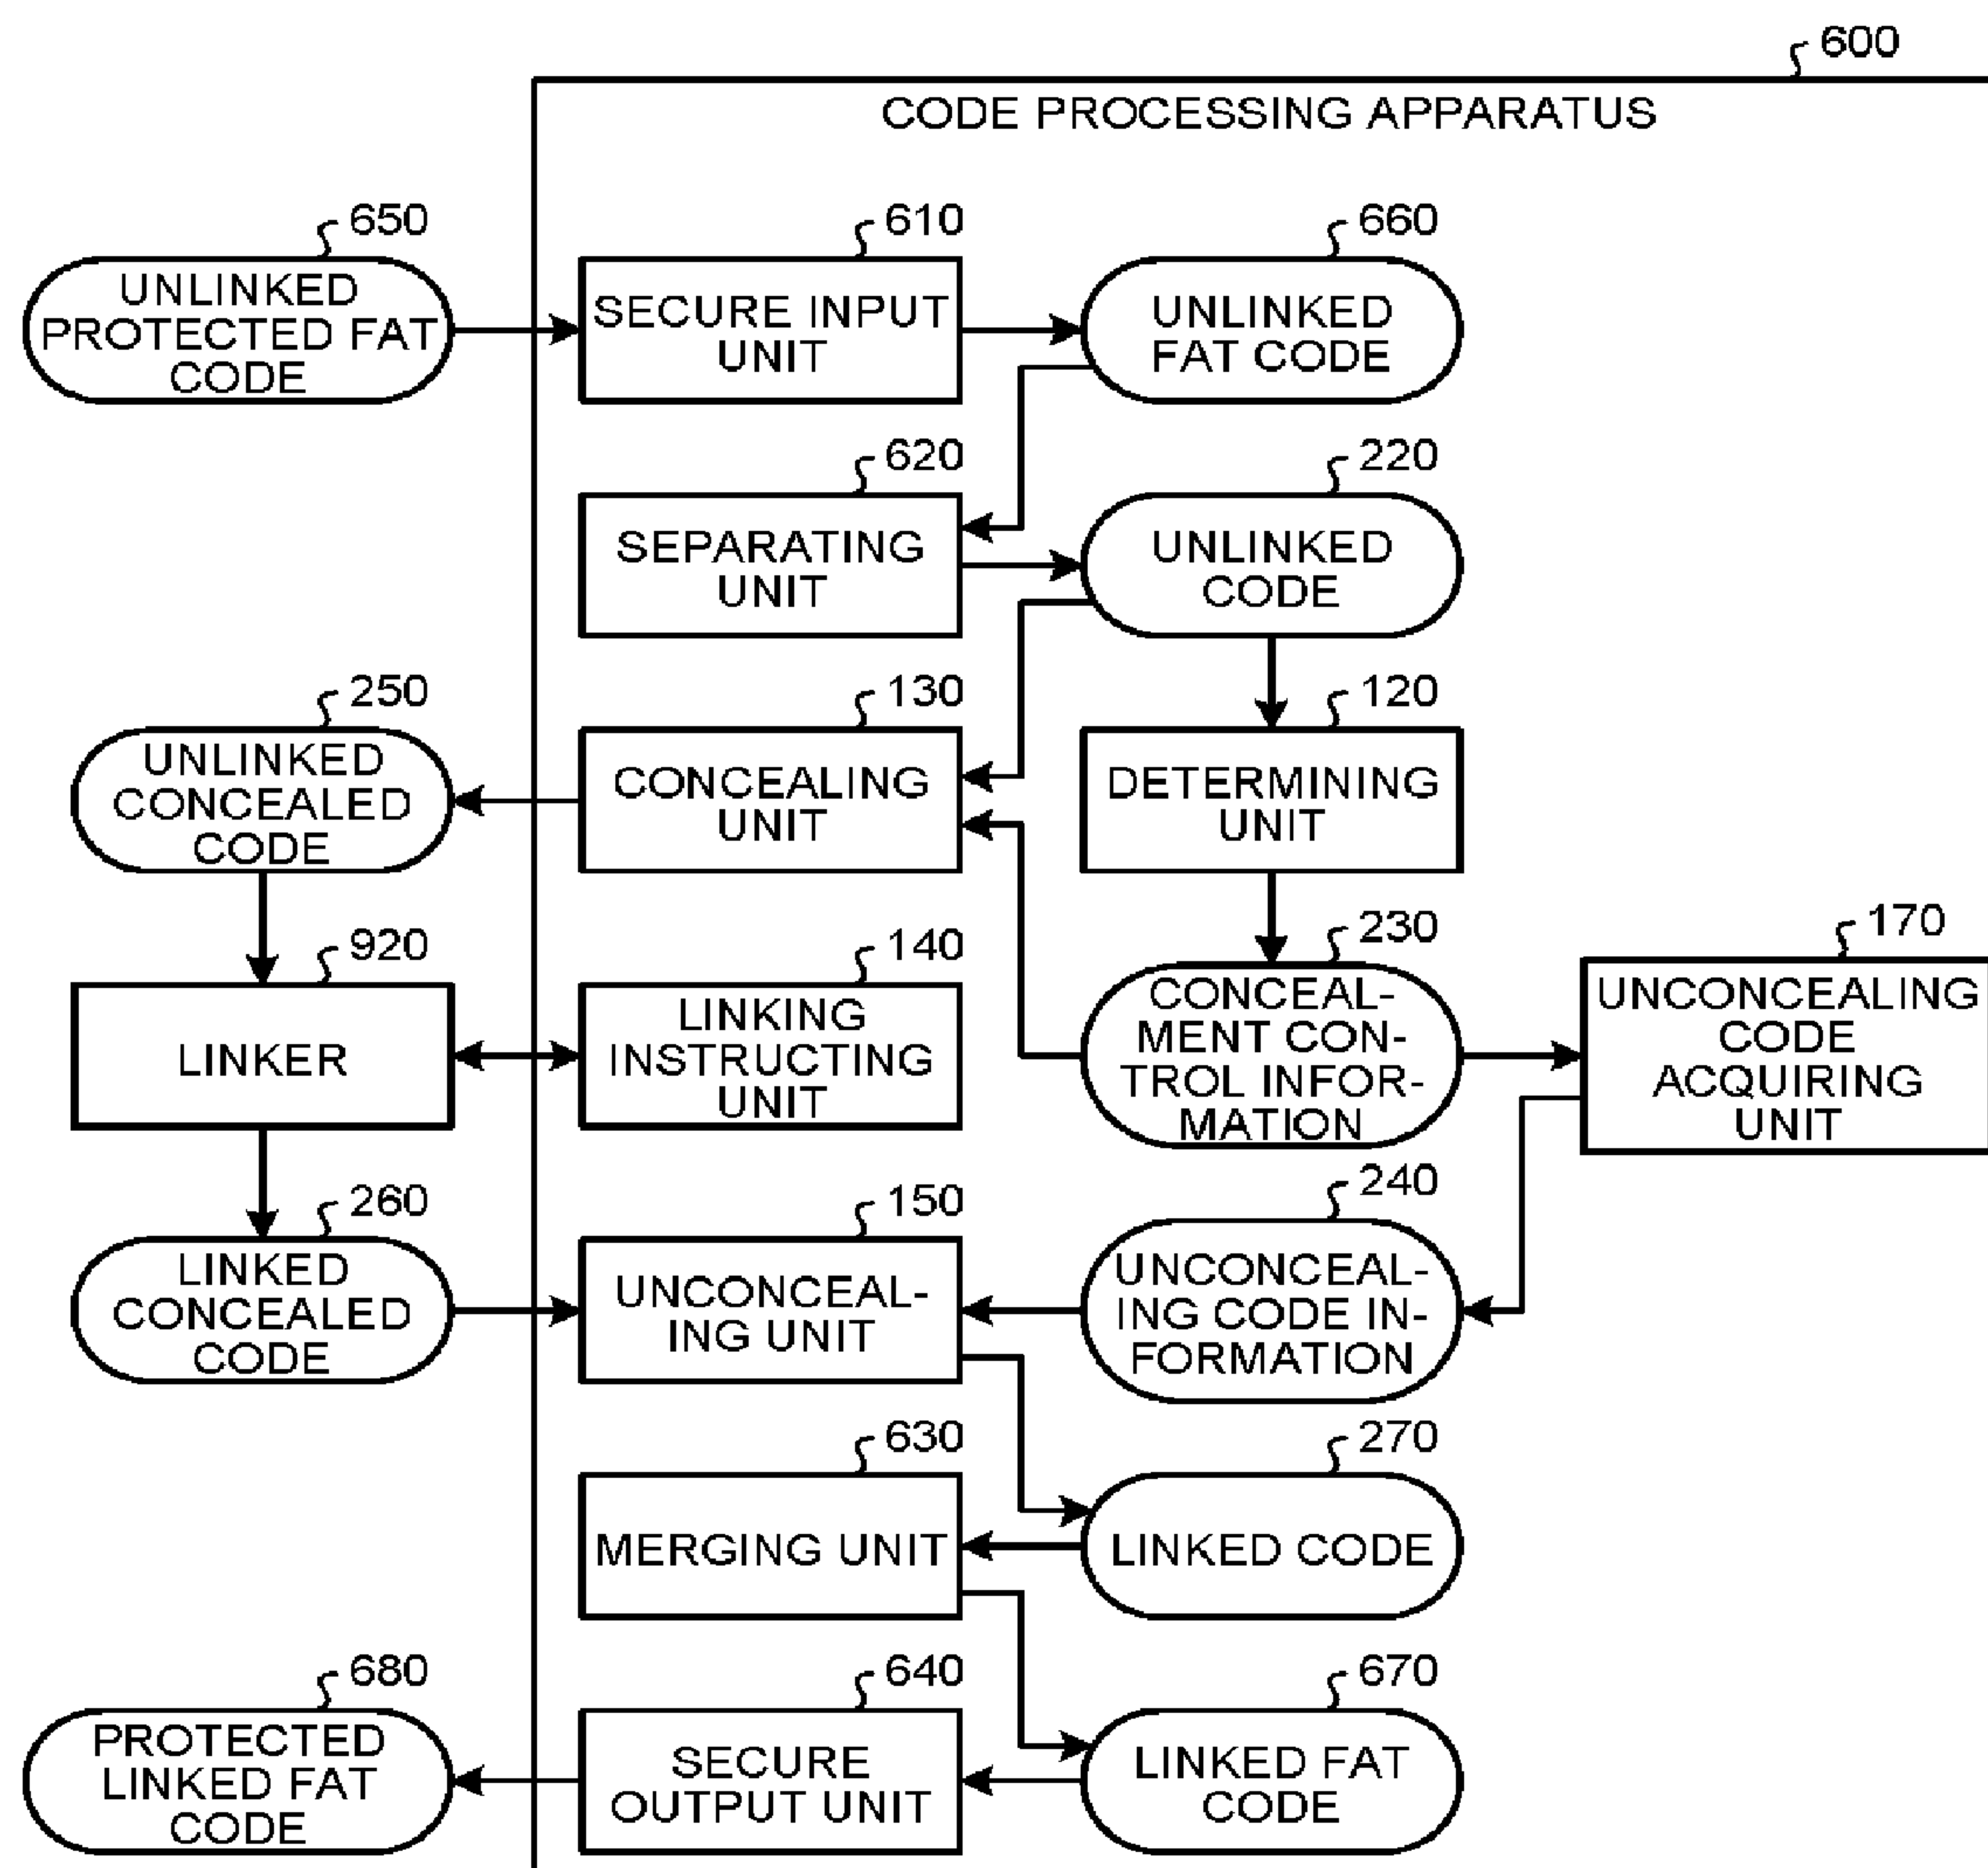 600
CODE PROCESSING APPARATUS
650
610
660
UNLINKED
PROTECTED FAT
CODE
SECURE INPUT
UNIT
UNLINKED
FAT CODE
620
220
SEPARATING
UNIT
UNLINKED
CODE
250
130
120
UNLINKED
CONCEALED
CODE
CONCEALING
UNIT
DETERMINING
UNIT
920
140
230
170
LINKER
LINKING
INSTRUCTING
UNIT
CONCEAL-
MENT CON-
TROL INFOR-
MATION
UNCONCEALING
CODE
ACQUIRING
UNIT
260
150
240
LINKED
CONCEALED
CODE
UNCONCEAL-
ING UNIT
UNCONCEAL-
ING CODE IN-
FORMATION
630
270
MERGING UNIT
LINKED CODE
680
640
670
PROTECTED
LINKED FAT
CODE
SECURE
OUTPUT UNIT
LINKED FAT
CODE